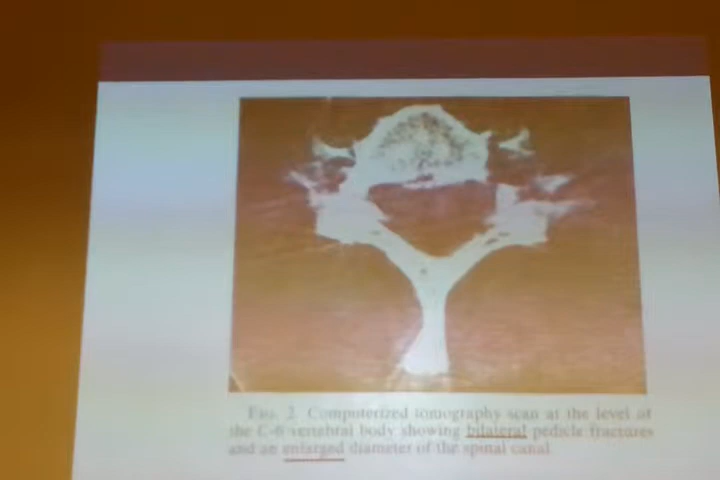 FIG. 2. Computerized tomography scan at the level of
the C-6 vertebral body showing bilateral pedicle fractures
and an enlarged diameter of the spinal canal.